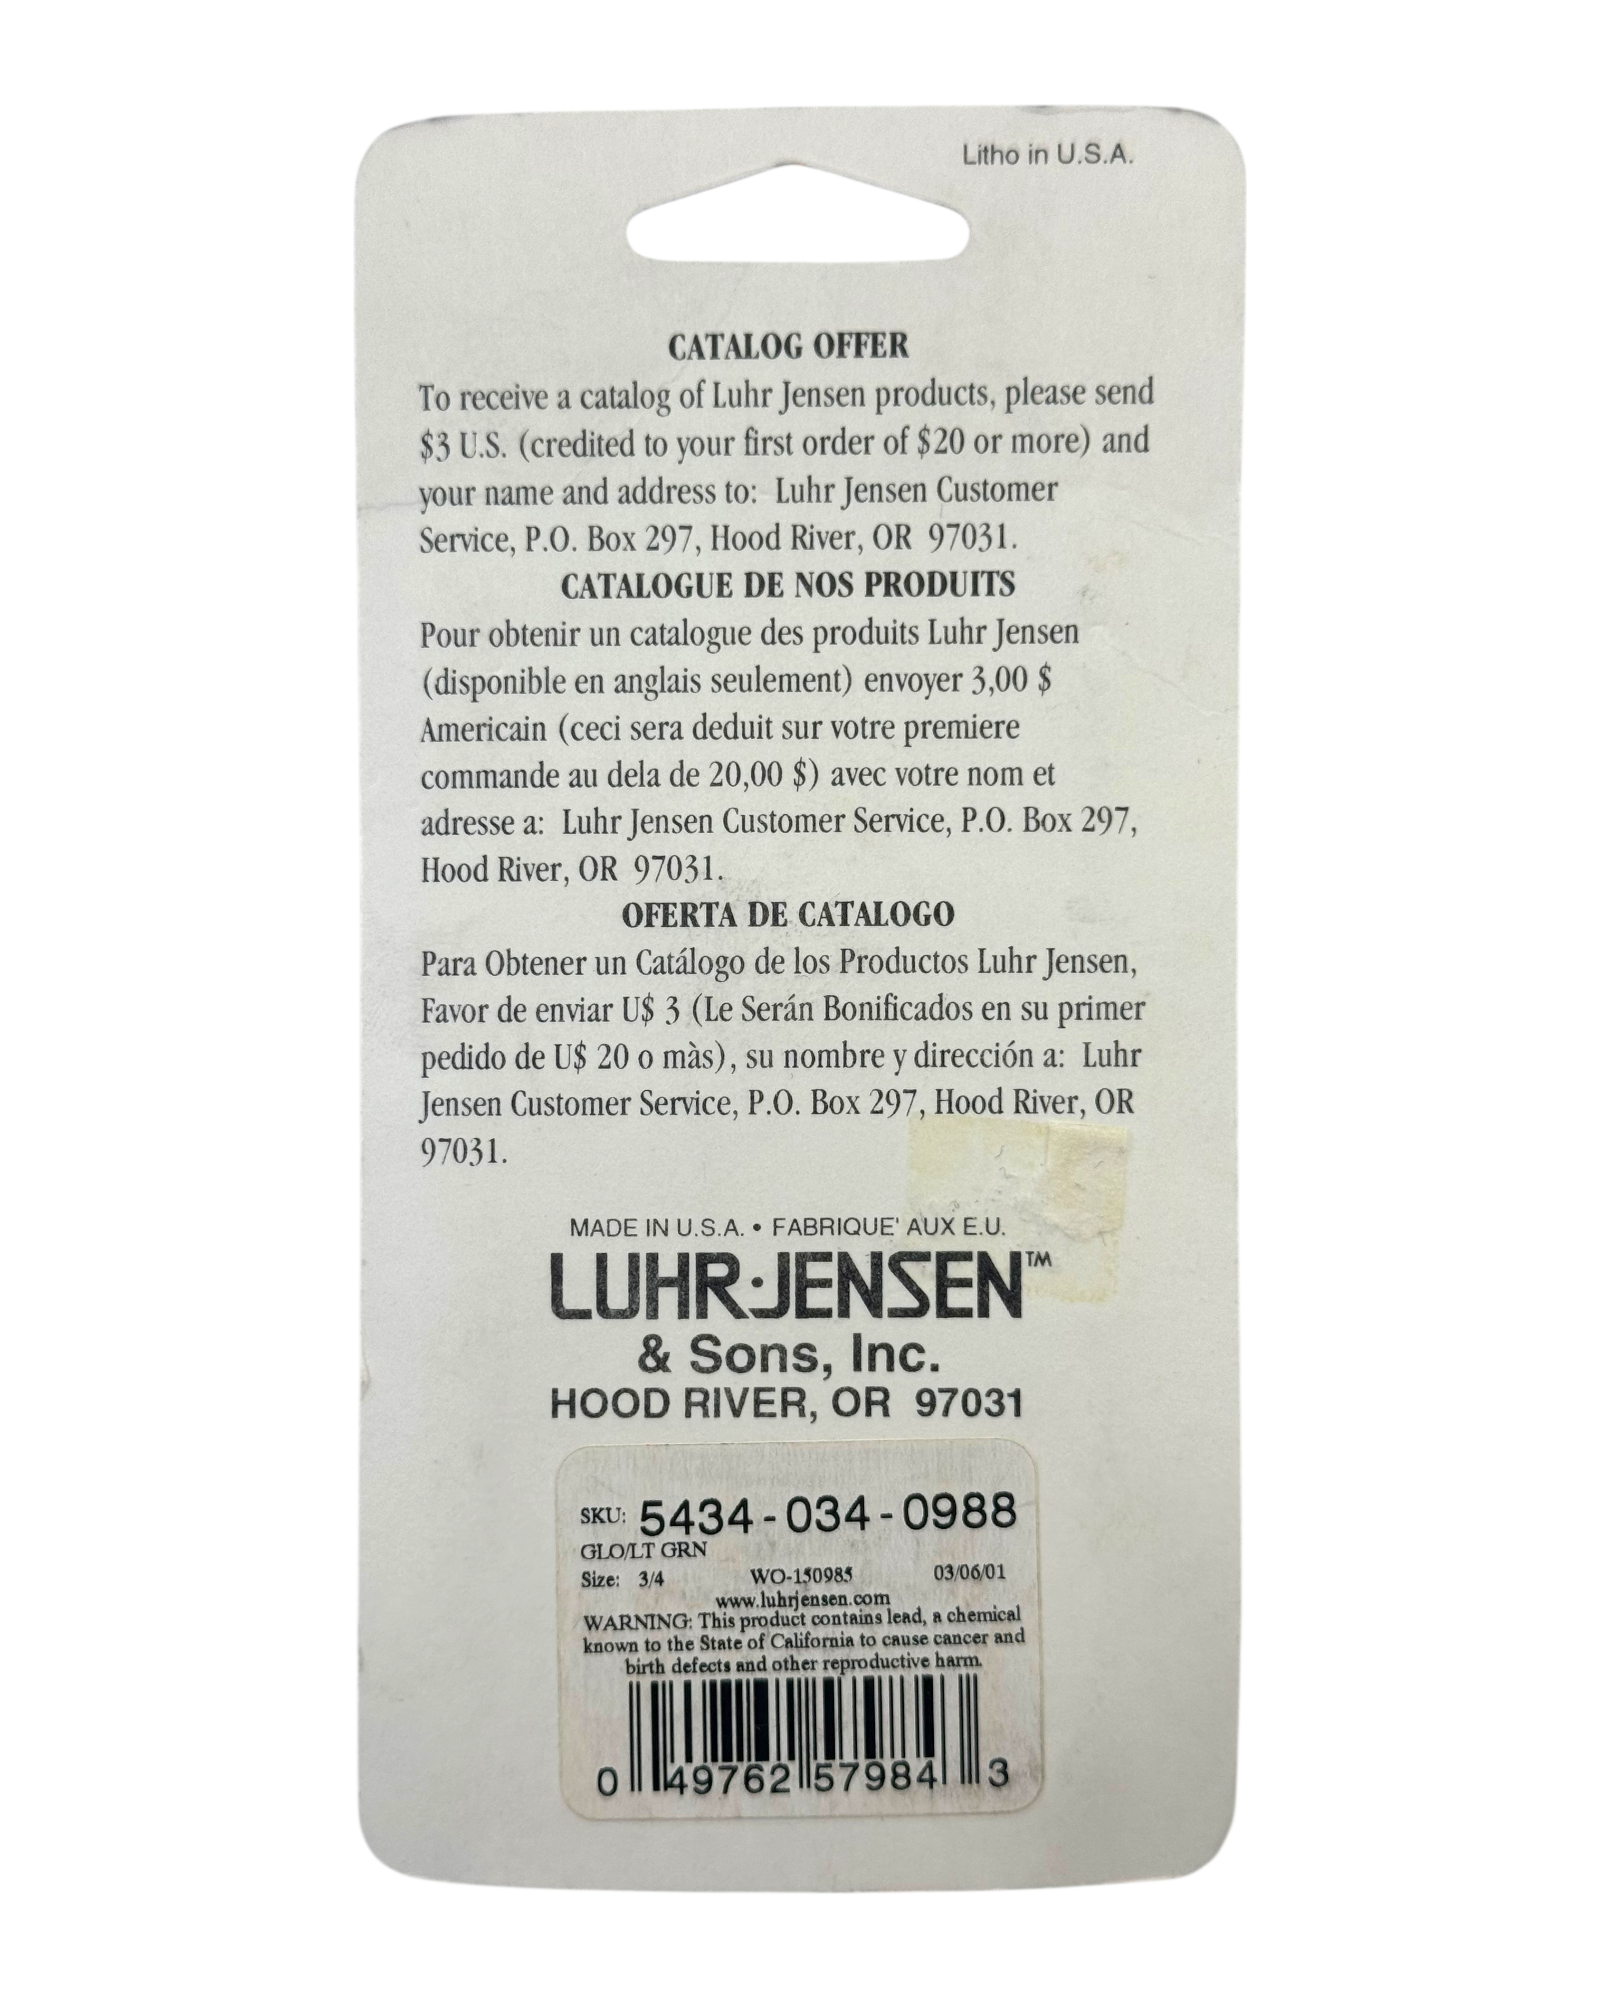 Litho in U.S.A.
CATALOG OFFER
To receive a catalog of Luhr Jensen products, please send
$3 U.S. (credited to your first order of $20 or more) and
your name and address to:  Luhr Jensen Customer
Service, P.O. Box 297, Hood River, OR  97031.
CATALOGUE DE NOS PRODUITS
Pour obtenir un catalogue des produits Luhr Jensen
(disponible en anglais seulement) envoyer 3,00 $
Americain (ceci sera deduit sur votre premiere
commande au dela de 20,00 $) avec votre nom et
adresse a:  Luhr Jensen Customer Service, P.O. Box 297,
Hood River, OR  97031.
OFERTA DE CATALOGO
Para Obtener un Catálogo de los Productos Luhr Jensen,
Favor de enviar U$ 3 (Le Serán Bonificados en su primer
pedido de U$ 20 o màs), su nombre y dirección a:  Luhr
Jensen Customer Service, P.O. Box 297, Hood River, OR
97031.
MADE IN U.S.A. • FABRIQUE' AUX E.U.
LUHR·JENSEN™
& Sons, Inc.
HOOD RIVER, OR  97031
SKU: 5434-034-0988
GLO/LT GRN
Size: 3/4 WO-150985 03/06/01
www.luhrjensen.com
WARNING: This product contains lead, a chemical
known to the State of California to cause cancer and
birth defects and other reproductive harm.
0 49762 57984 3